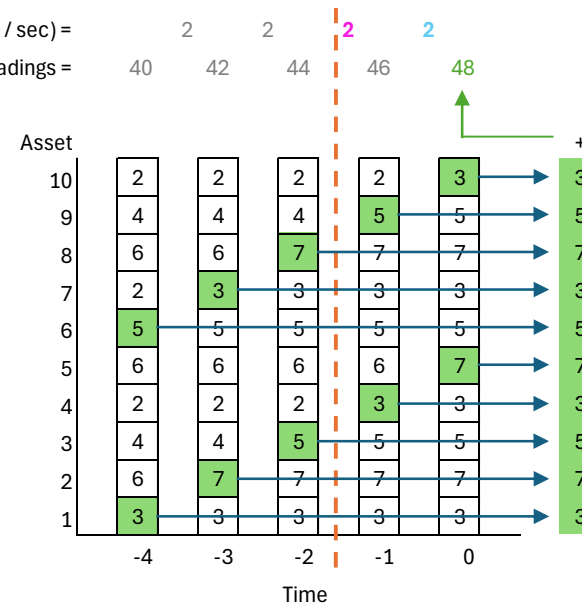 / sec) = 2 2 2 2
adings = 40 42 44 46 48
Asset +
10 2 2 2 2 3 3
9 4 4 4 5 5 5
8 6 6 7 7 7 7
7 2 3 3 3 3 3
6 5 5 5 5 5 5
5 6 6 6 6 7 7
4 2 2 2 3 3 3
3 4 4 5 5 5 5
2 6 7 7 7 7 7
1 3 3 3 3 3 3
-4 -3 -2 -1 0
Time